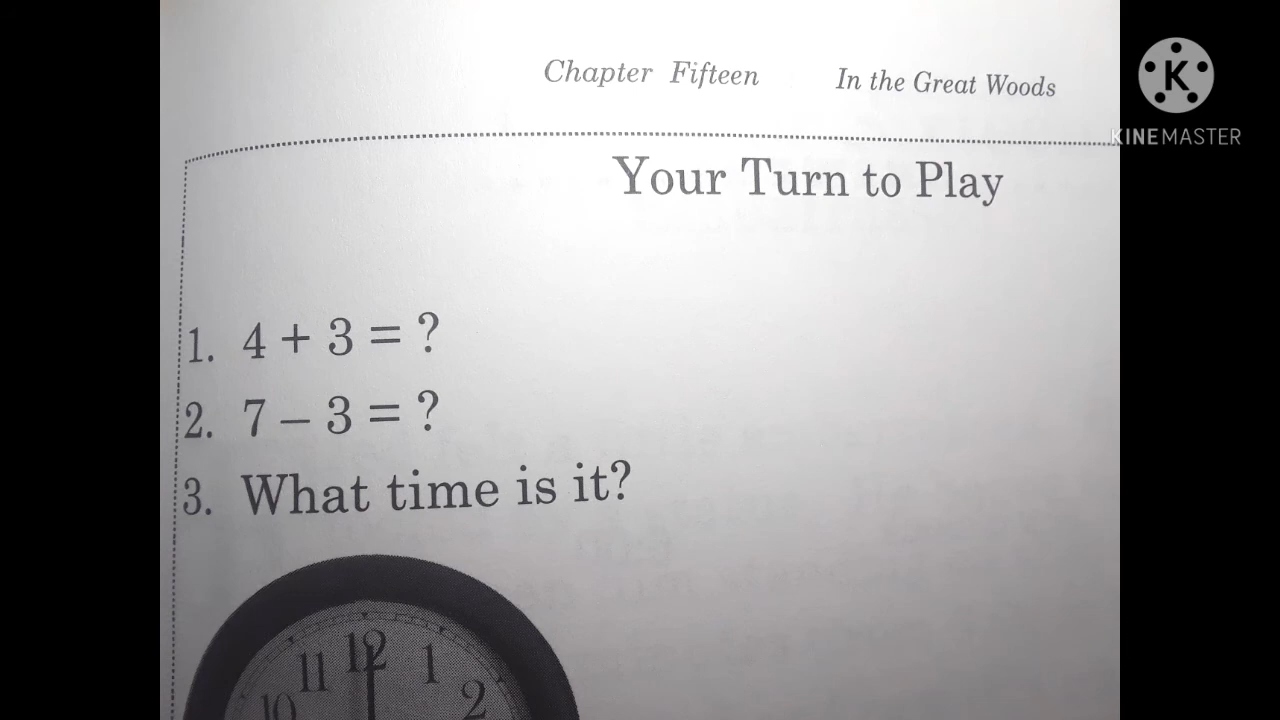 Chapter Fifteen In the Great Woods
KINEMASTER
Your Turn to Play
1. 4 + 3 = ?
2. 7 – 3 = ?
3. What time is it?
12
11 1
10 2